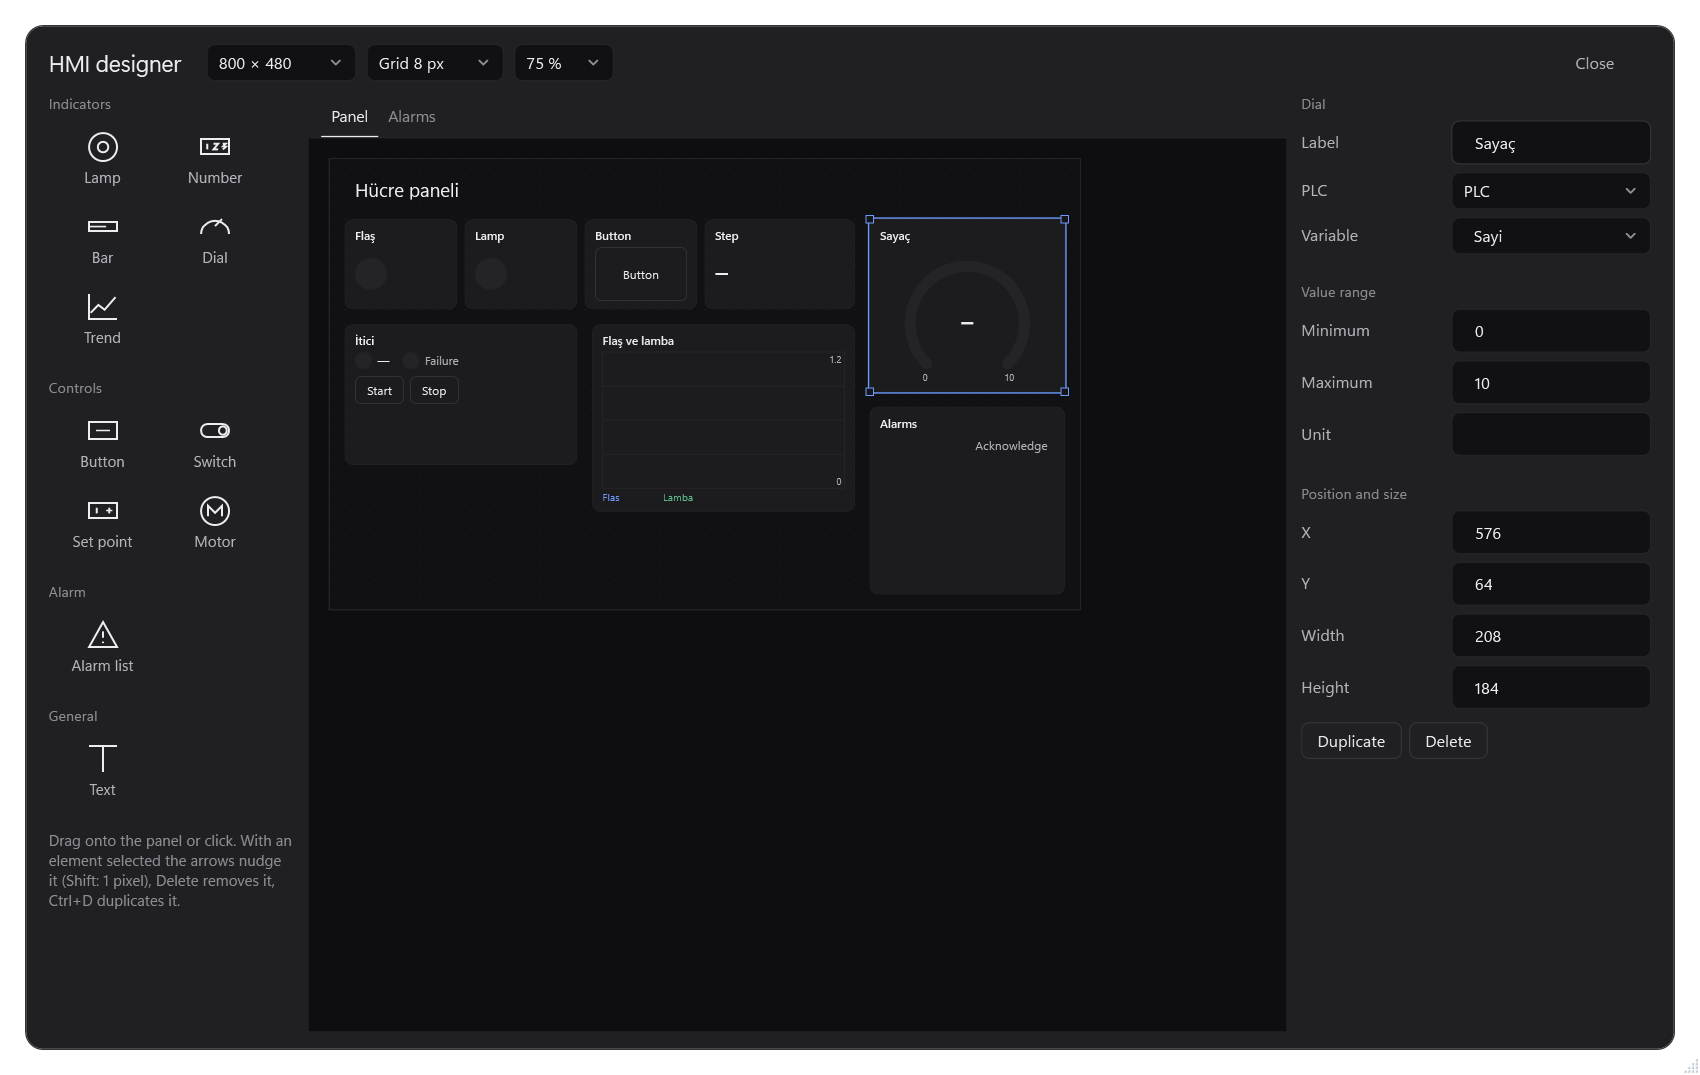 HMI designer
800 × 480
Grid 8 px
75 %
Close
Indicators
Lamp
Number
Bar
Dial
Trend
Controls
Button
Switch
Set point
Motor
Alarm
Alarm list
General
Text
Drag onto the panel or click. With an
element selected the arrows nudge
it (Shift: 1 pixel), Delete removes it,
Ctrl+D duplicates it.
Panel
Alarms
Hücre paneli
Flaş
Lamp
Button
Button
Step
—
Sayaç
–
0
10
İtici
—
Failure
Start
Stop
Flaş ve lamba
1.2
0
Flas
Lamba
Alarms
Acknowledge
Dial
Label
Sayaç
PLC
PLC
Variable
Sayi
Value range
Minimum
0
Maximum
10
Unit
Position and size
X
576
Y
64
Width
208
Height
184
Duplicate
Delete